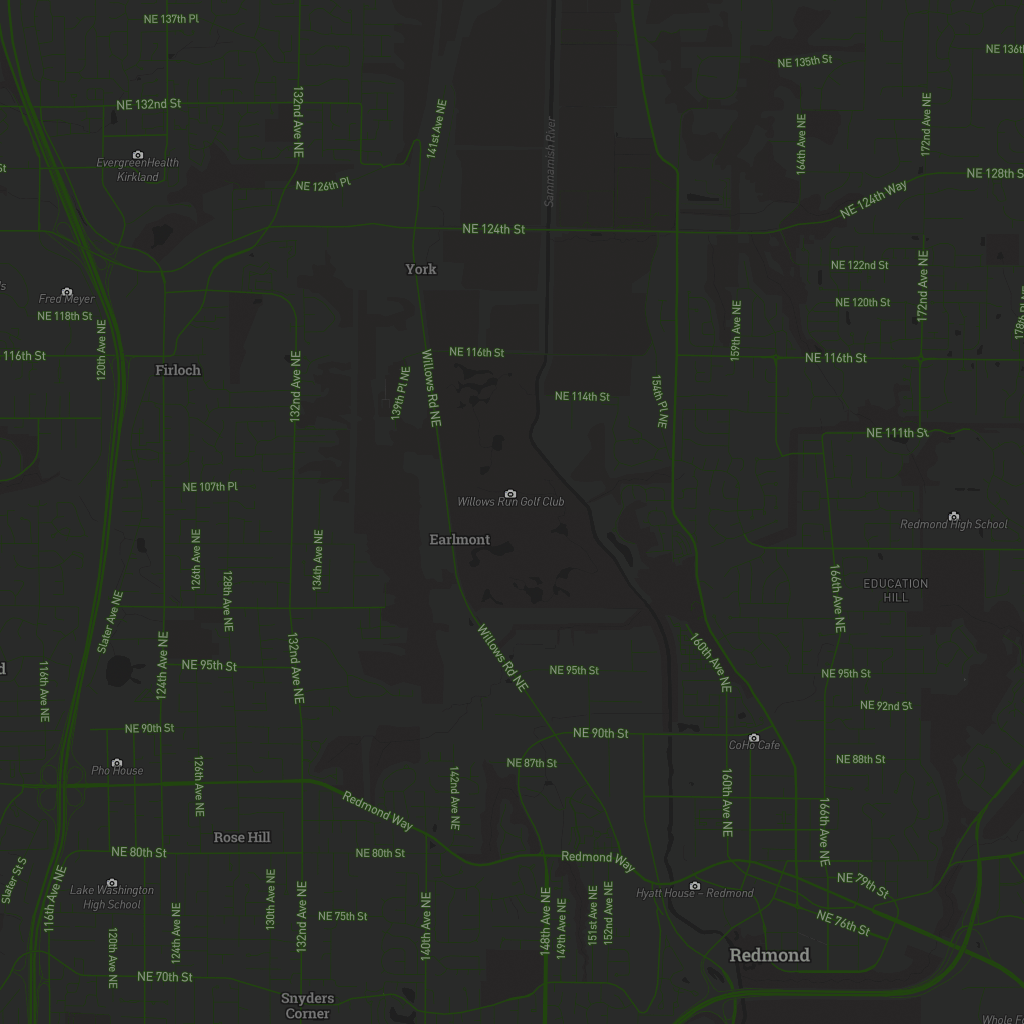 NE 137th Pl
NE 136th
NE 135th St
NE 132nd St
132nd Ave NE
141st Ave NE
Sammamish River
164th Ave NE
172nd Ave NE
EvergreenHealth
Kirkland
St
NE 126th Pl
NE 128th S
NE 124th Way
NE 124th St
York
NE 122nd St
172nd Ave NE
Fred Meyer
NE 118th St
120th Ave NE
NE 120th St
159th Ave NE
178th Pl NE
116th St
NE 116th St
NE 116th St
Firloch
132nd Ave NE
139th Pl NE
Willows Rd NE
NE 114th St
154th Pl NE
NE 111th St
NE 107th Pl
Willows Run Golf Club
Redmond High School
Earlmont
126th Ave NE
134th Ave NE
128th Ave NE
166th Ave NE
EDUCATION
HILL
Slater Ave NE
124th Ave NE
132nd Ave NE
Willows Rd NE
160th Ave NE
NE 95th St
NE 95th St
NE 95th St
d
116th Ave NE
NE 92nd St
NE 90th St
NE 90th St
CoHo Cafe
Pho House
NE 87th St
NE 88th St
126th Ave NE
142nd Ave NE
160th Ave NE
166th Ave NE
Redmond Way
Rose Hill
NE 80th St
NE 80th St
Redmond Way
Slater St S
116th Ave NE
Lake Washington
High School
130th Ave NE
132nd Ave NE
140th Ave NE
148th Ave NE
149th Ave NE
151st Ave NE
152nd Ave NE
Hyatt House - Redmond
NE 79th St
NE 76th St
NE 75th St
124th Ave NE
120th Ave NE
Redmond
NE 70th St
Snyders
Corner
Whole F